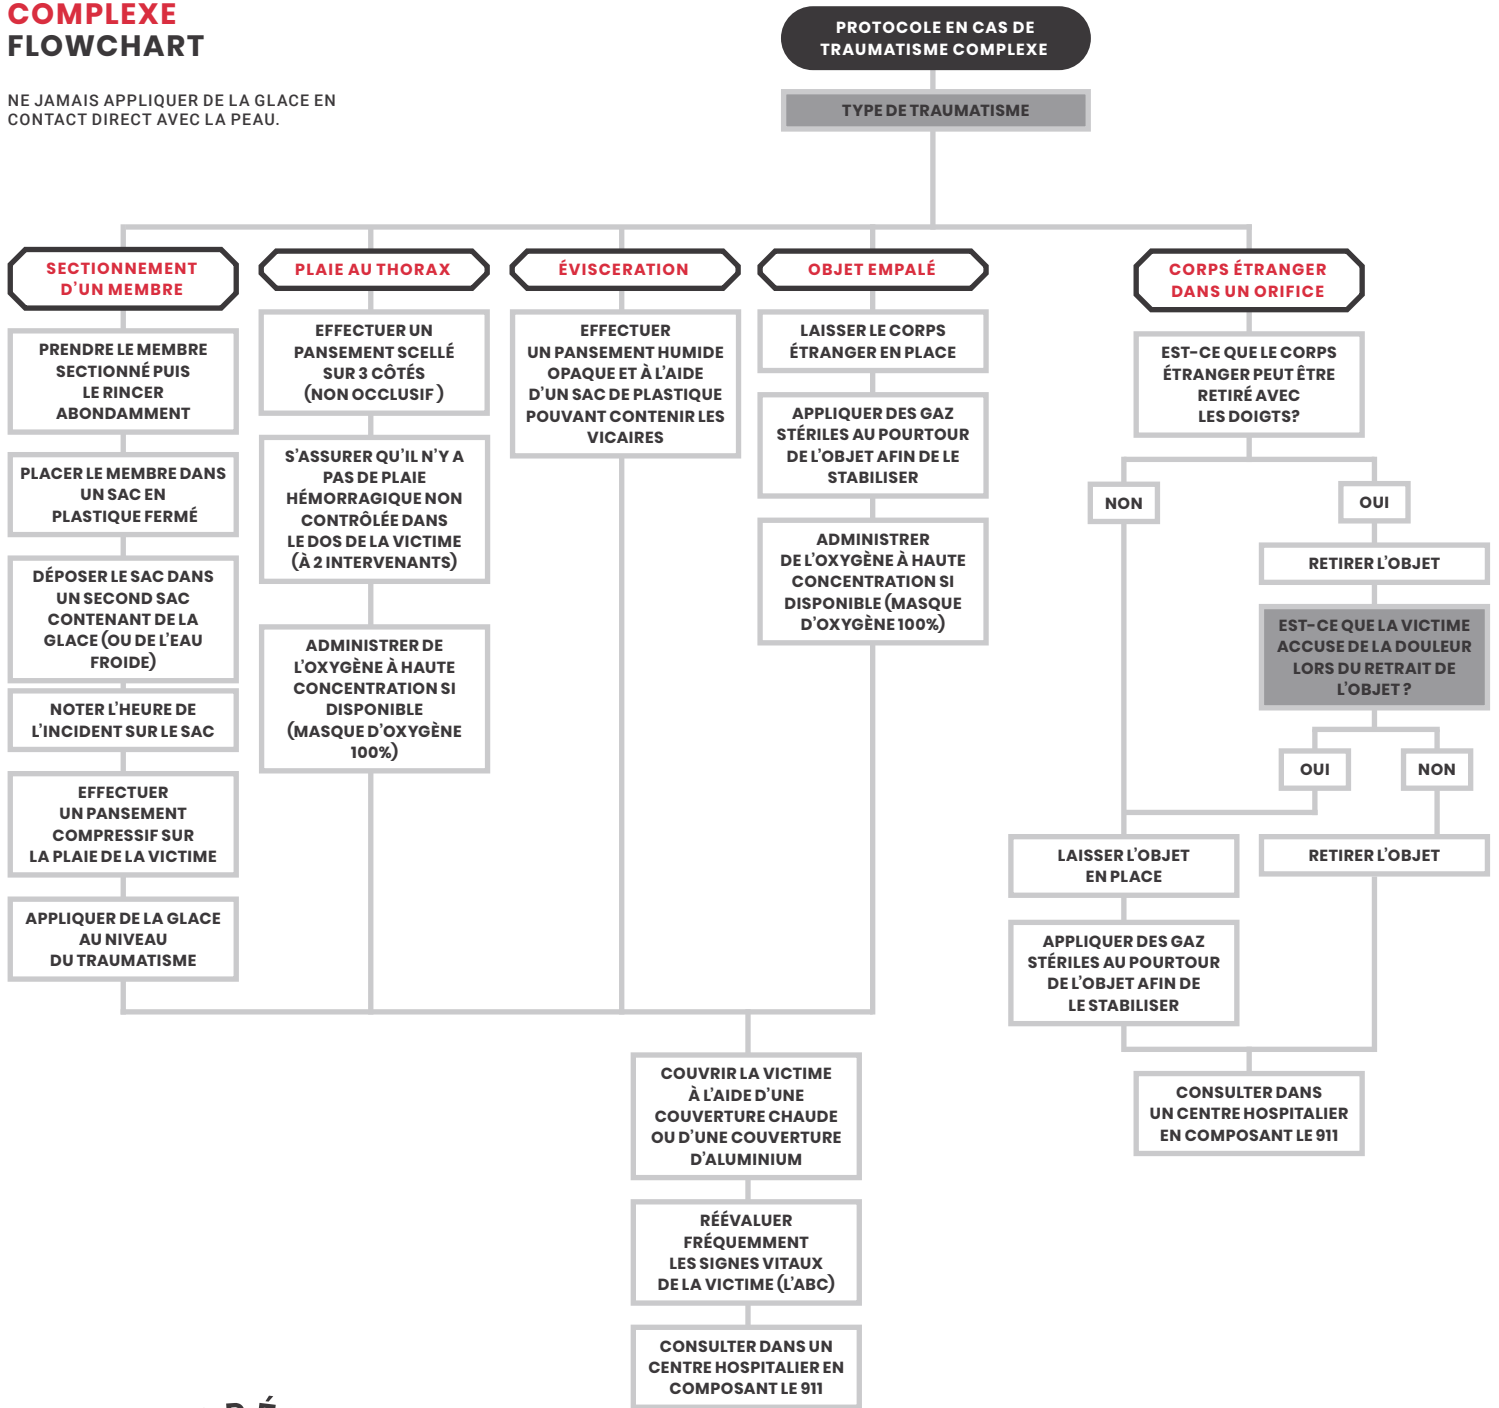 COMPLEXE
FLOWCHART
NE JAMAIS APPLIQUER DE LA GLACE EN
CONTACT DIRECT AVEC LA PEAU.
PROTOCOLE EN CAS DE
TRAUMATISME COMPLEXE
TYPE DE TRAUMATISME
SECTIONNEMENT
D'UN MEMBRE
PRENDRE LE MEMBRE
SECTIONNÉ PUIS
LE RINCER
ABONDAMMENT
PLACER LE MEMBRE DANS
UN SAC EN
PLASTIQUE FERMÉ
DÉPOSER LE SAC DANS
UN SECOND SAC
CONTENANT DE LA
GLACE (OU DE L'EAU
FROIDE)
NOTER L'HEURE DE
L'INCIDENT SUR LE SAC
EFFECTUER
UN PANSEMENT
COMPRESSIF SUR
LA PLAIE DE LA VICTIME
APPLIQUER DE LA GLACE
AU NIVEAU
DU TRAUMATISME
PLAIE AU THORAX
EFFECTUER UN
PANSEMENT SCELLÉ
SUR 3 CÔTÉS
(NON OCCLUSIF )
S'ASSURER QU'IL N'Y A
PAS DE PLAIE
HÉMORRAGIQUE NON
CONTRÔLÉE DANS
LE DOS DE LA VICTIME
(À 2 INTERVENANTS)
ADMINISTRER DE
L'OXYGÈNE À HAUTE
CONCENTRATION SI
DISPONIBLE
(MASQUE D'OXYGÈNE
100%)
ÉVISCERATION
EFFECTUER
UN PANSEMENT HUMIDE
OPAQUE ET À L'AIDE
D'UN SAC DE PLASTIQUE
POUVANT CONTENIR LES
VICAIRES
OBJET EMPALÉ
LAISSER LE CORPS
ÉTRANGER EN PLACE
APPLIQUER DES GAZ
STÉRILES AU POURTOUR
DE L'OBJET AFIN DE LE
STABILISER
ADMINISTRER
DE L'OXYGÈNE À HAUTE
CONCENTRATION SI
DISPONIBLE (MASQUE
D'OXYGÈNE 100%)
CORPS ÉTRANGER
DANS UN ORIFICE
EST-CE QUE LE CORPS
ÉTRANGER PEUT ÊTRE
RETIRÉ AVEC
LES DOIGTS?
NON
OUI
RETIRER L'OBJET
EST-CE QUE LA VICTIME
ACCUSE DE LA DOULEUR
LORS DU RETRAIT DE
L'OBJET ?
OUI
NON
LAISSER L'OBJET
EN PLACE
RETIRER L'OBJET
APPLIQUER DES GAZ
STÉRILES AU POURTOUR
DE L'OBJET AFIN DE
LE STABILISER
CONSULTER DANS
UN CENTRE HOSPITALIER
EN COMPOSANT LE 911
COUVRIR LA VICTIME
À L'AIDE D'UNE
COUVERTURE CHAUDE
OU D'UNE COUVERTURE
D'ALUMINIUM
RÉÉVALUER
FRÉQUEMMENT
LES SIGNES VITAUX
DE LA VICTIME (L'ABC)
CONSULTER DANS UN
CENTRE HOSPITALIER EN
COMPOSANT LE 911